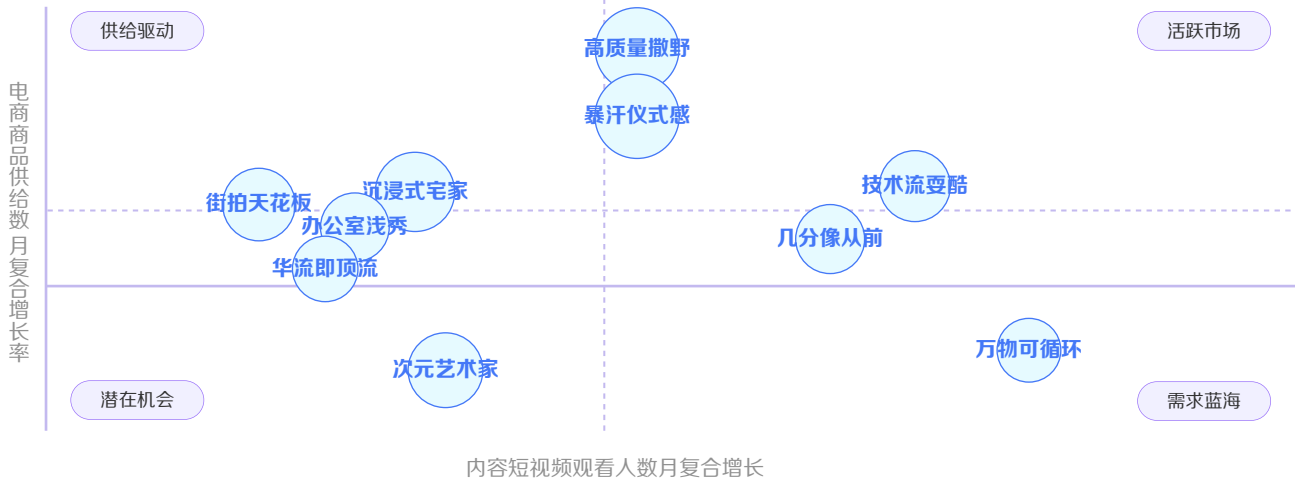 供给驱动
活跃市场
高质量撒野
暴汗仪式感
电商商品供给数月复合增长率
沉浸式宅家
技术流耍酷
街拍天花板
办公室浅秀
几分像从前
华流即顶流
万物可循环
次元艺术家
潜在机会
需求蓝海
内容短视频观看人数月复合增长